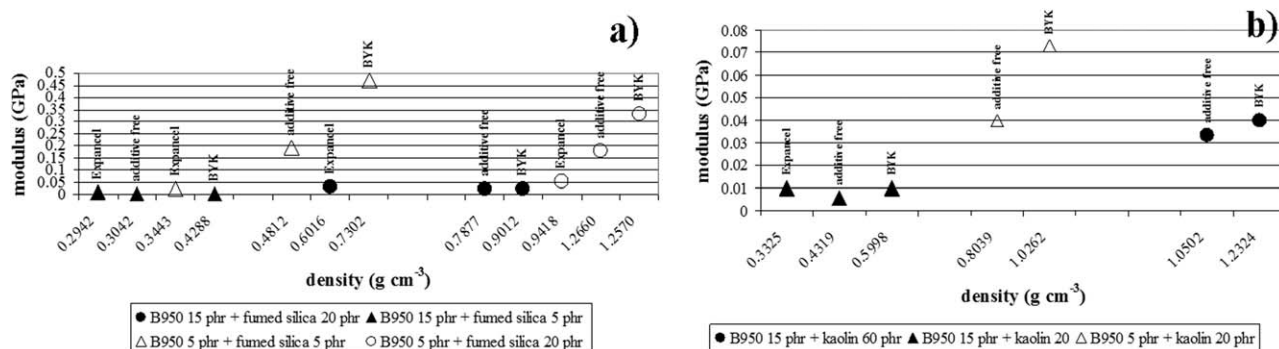 a)
modulus (GPa)
0.5
0.45
0.4
0.35
0.3
0.25
0.2
0.15
0.1
0.05
0
Expancel
additive free
Expancel
BYK
additive free
Expancel
BYK
additive free
BYK
Expancel
additive free
BYK
0.2942
0.3042
0.3443
0.4288
0.4812
0.6016
0.7302
0.7877
0.9012
0.9418
1.2660
1.2570
density (g cm-3)
B950 15 phr + fumed silica 20 phr
B950 15 phr + fumed silica 5 phr
B950 5 phr + fumed silica 5 phr
B950 5 phr + fumed silica 20 phr
b)
modulus (GPa)
0.08
0.07
0.06
0.05
0.04
0.03
0.02
0.01
0
Expancel
additive free
BYK
additive free
BYK
additive free
BYK
0.3325
0.4319
0.5998
0.8039
1.0262
1.0502
1.2324
density (g cm-3)
B950 15 phr + kaolin 60 phr
B950 15 phr + kaolin 20
B950 5 phr + kaolin 20 phr